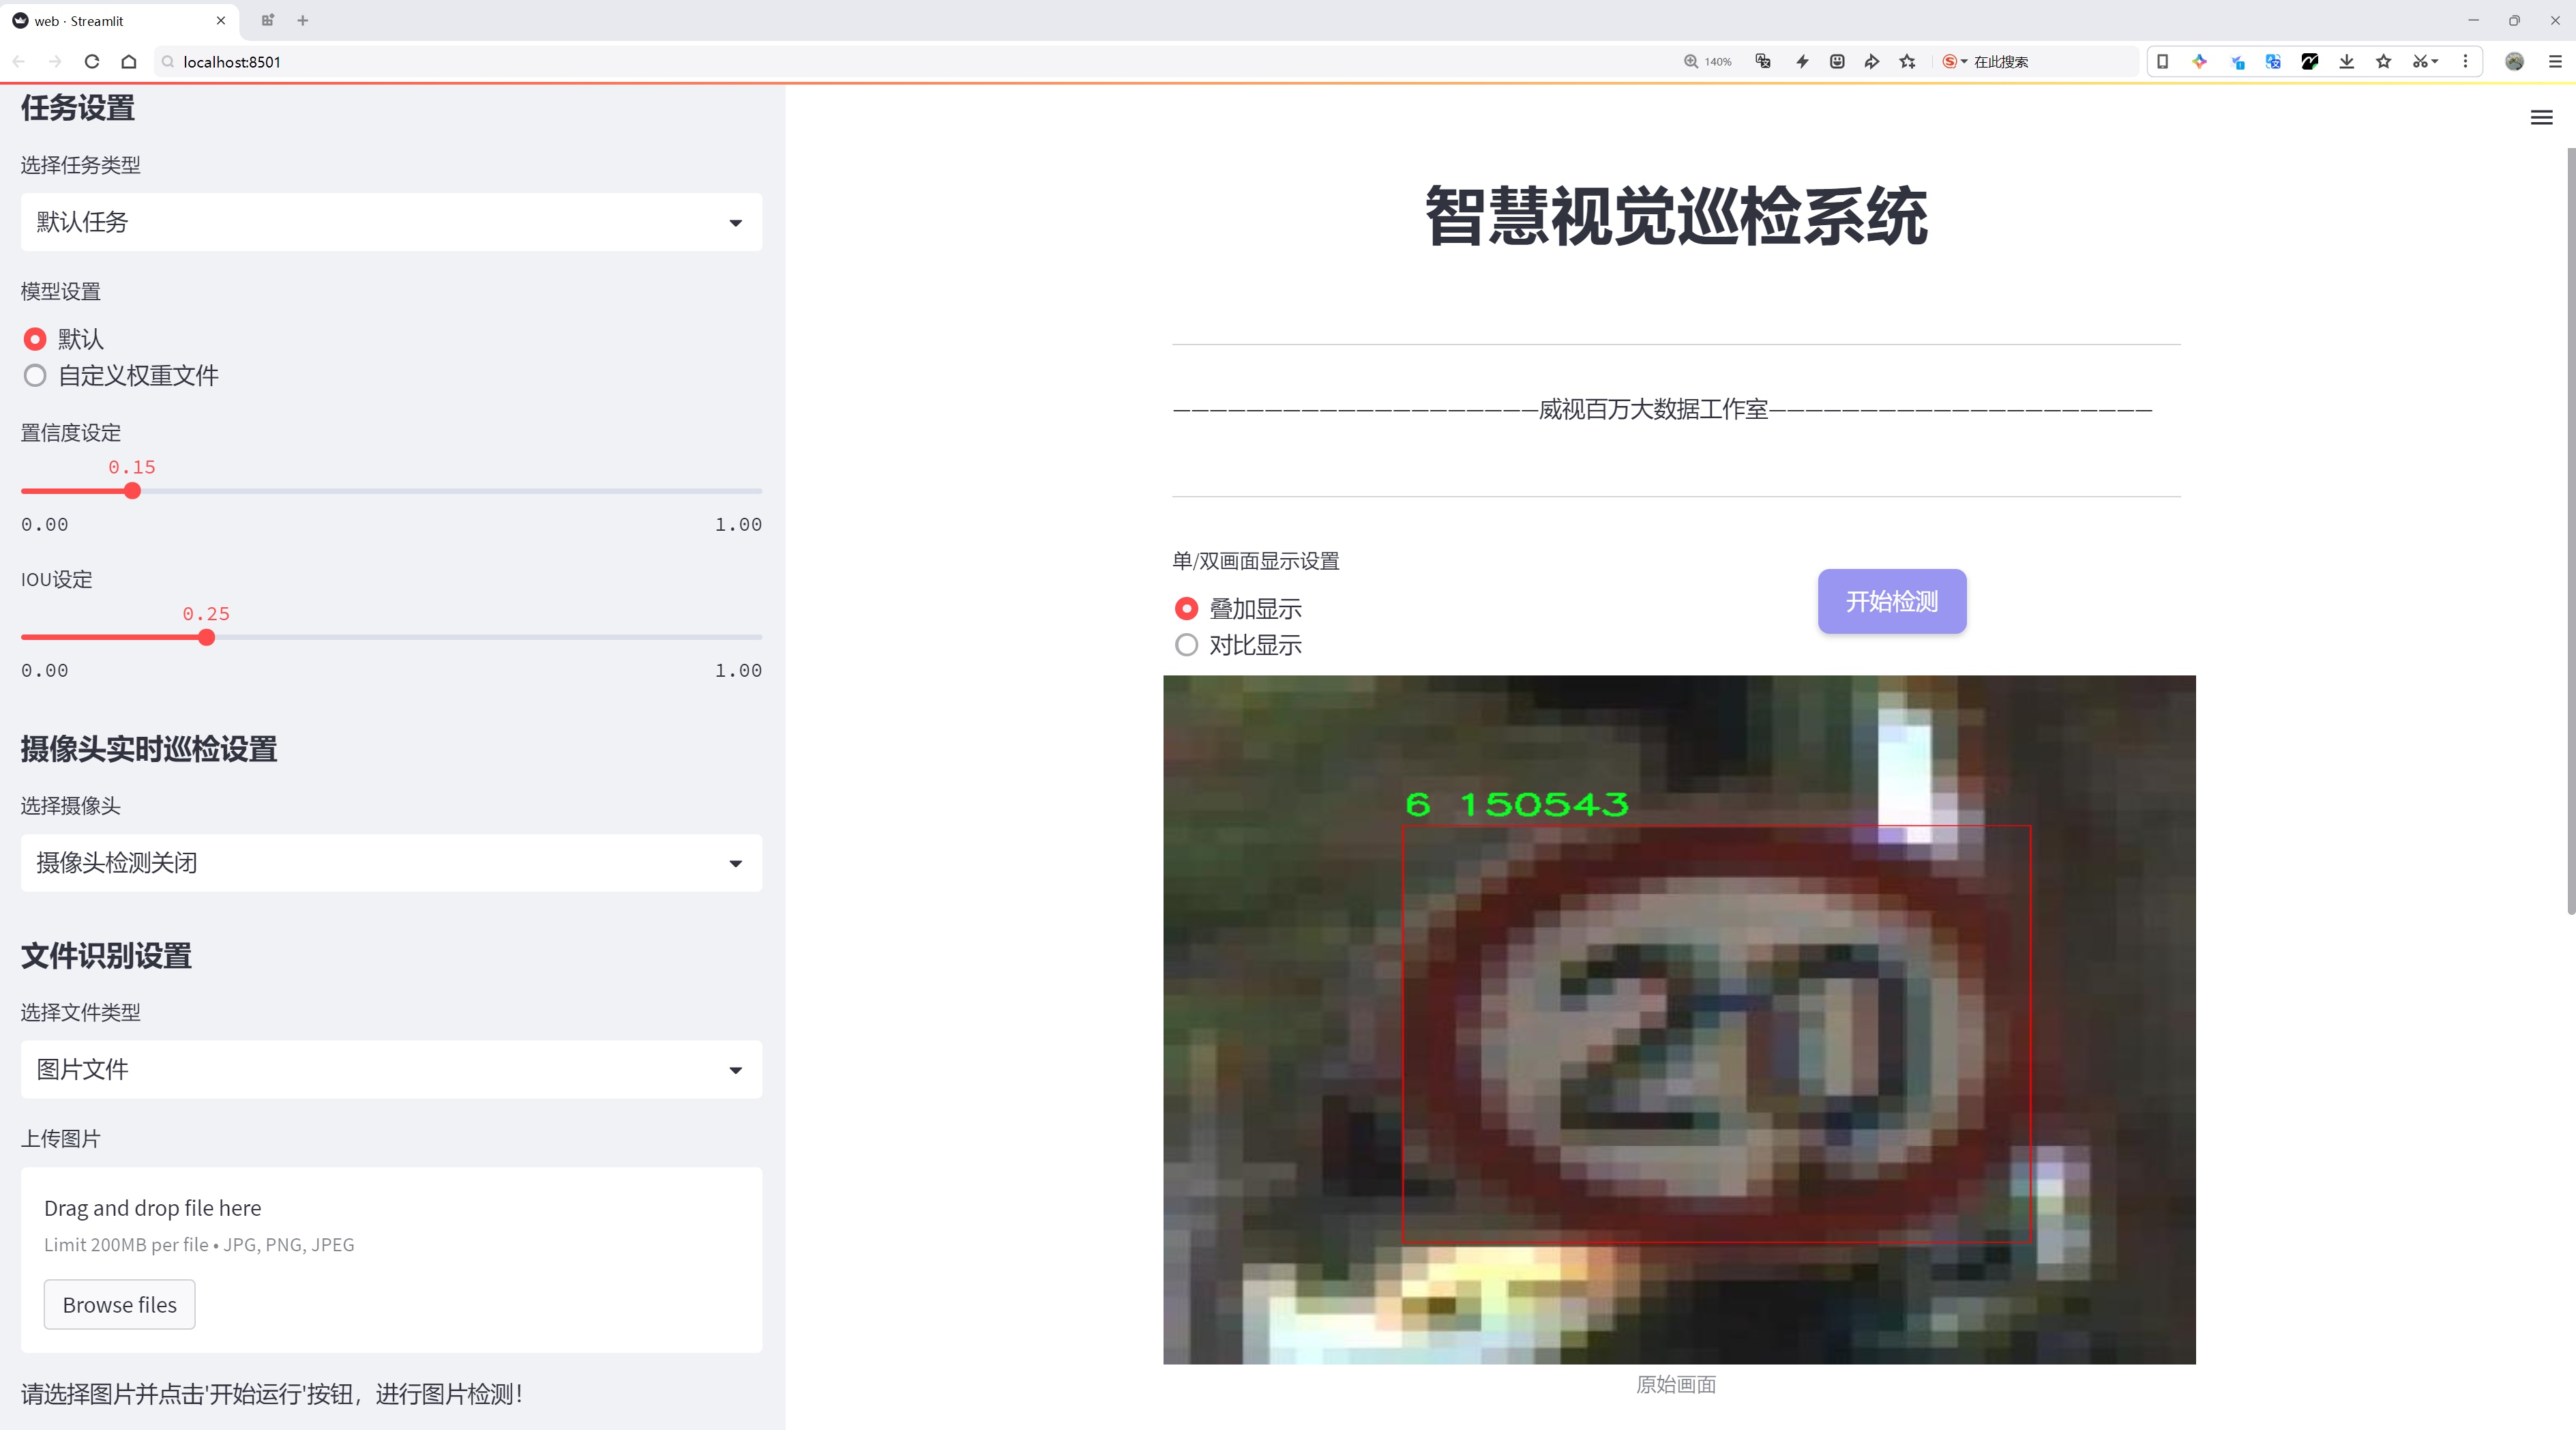 web · Streamlit
localhost:8501
140%
在此搜索
任务设置
选择任务类型
默认任务
模型设置
默认
自定义权重文件
置信度设定
0.15
0.00
1.00
IOU设定
0.25
0.00
1.00
摄像头实时巡检设置
选择摄像头
摄像头检测关闭
文件识别设置
选择文件类型
图片文件
上传图片
Drag and drop file here
Limit 200MB per file • JPG, PNG, JPEG
Browse files
请选择图片并点击'开始运行'按钮，进行图片检测！
智慧视觉巡检系统
————————————————————威视百万大数据工作室—————————————————————
单/双画面显示设置
叠加显示
对比显示
开始检测
6 150543
20
原始画面